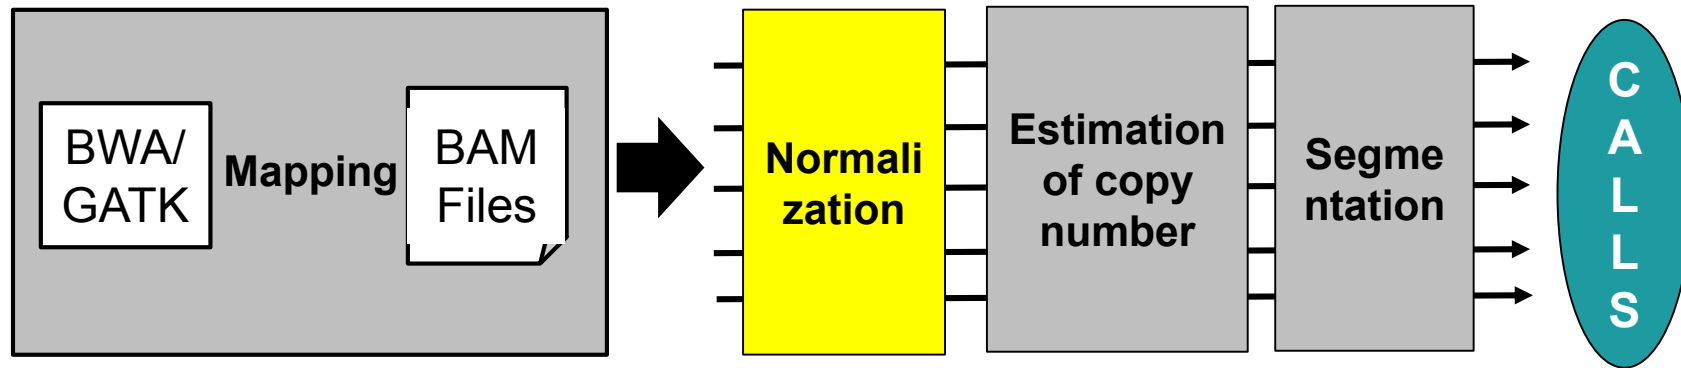 BWA/
GATK
Mapping
BAM
Files
Normali
zation
Estimation
of copy
number
Segme
ntation
C
A
L
L
S